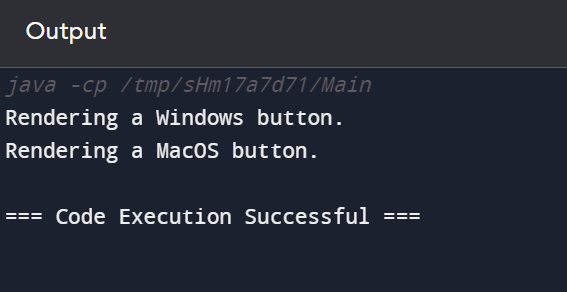 Output
java -cp /tmp/sHm17a7d71/Main
Rendering a Windows button.
Rendering a MacOS button.
=== Code Execution Successful ===